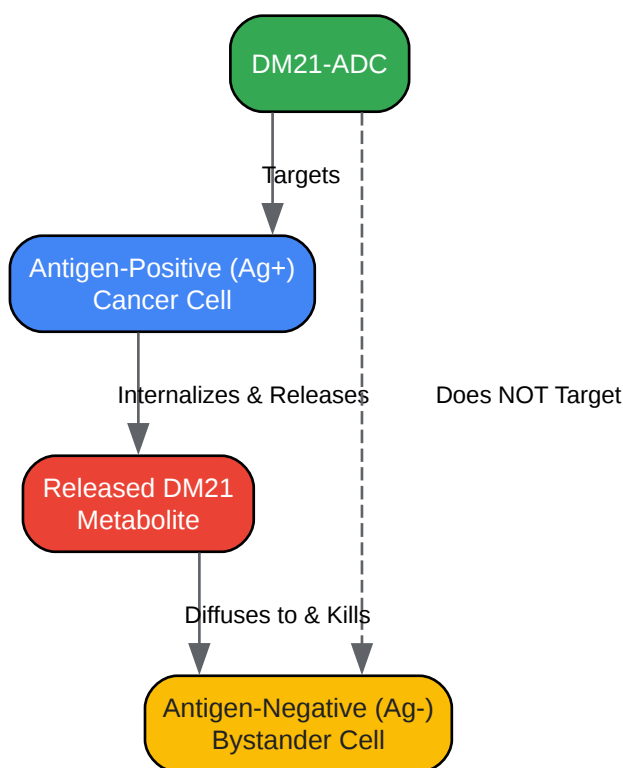 DM21-ADC
Targets
Antigen-Positive (Ag+)
Cancer Cell
Internalizes & Releases
Does NOT Target
Released DM21
Metabolite
Diffuses to & Kills
Antigen-Negative (Ag-)
Bystander Cell